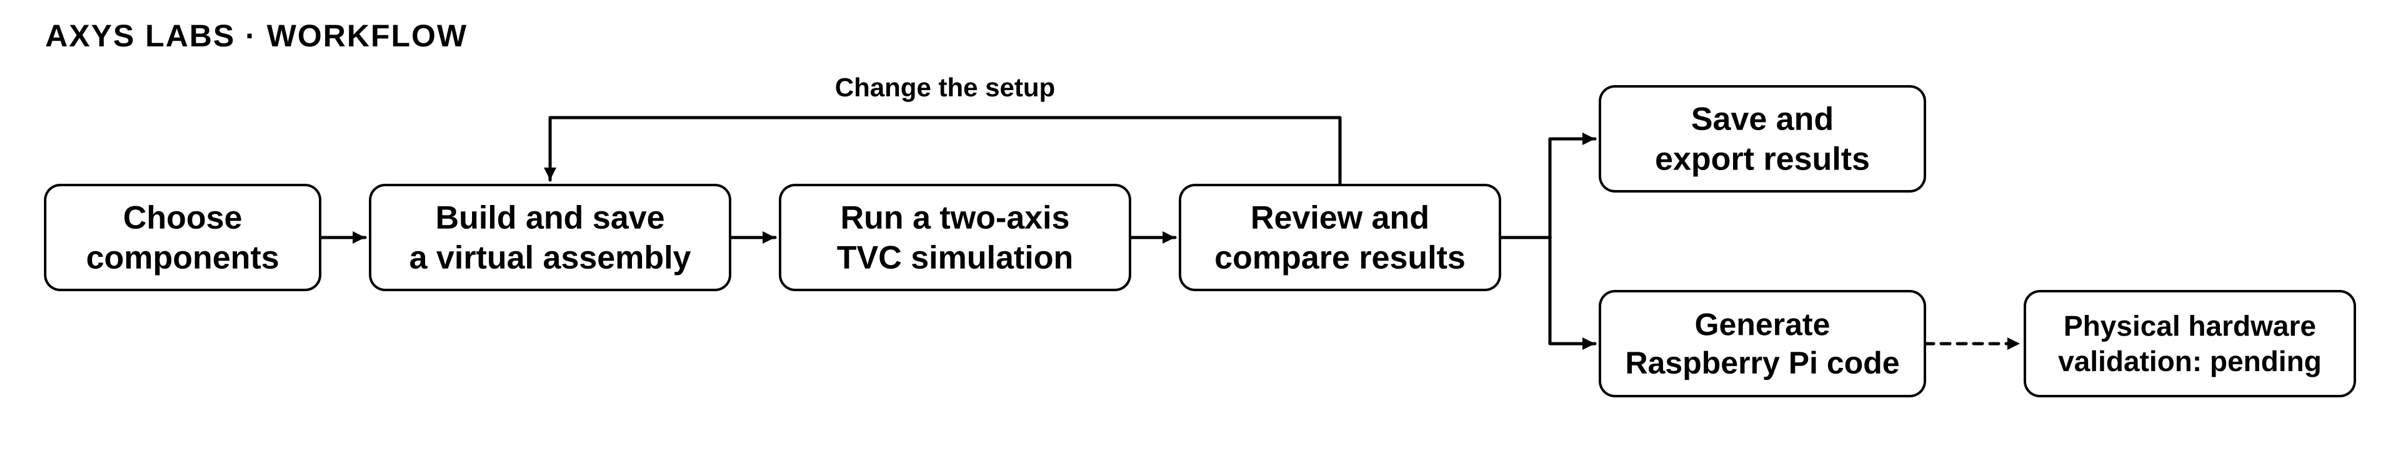 AXYS LABS · WORKFLOW
Change the setup
Choose
components
Build and save
a virtual assembly
Run a two-axis
TVC simulation
Review and
compare results
Save and
export results
Generate
Raspberry Pi code
Physical hardware
validation: pending